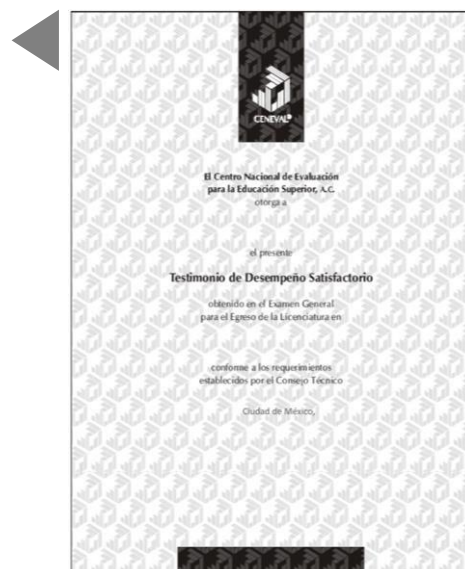 CENEVAL®
El Centro Nacional de Evaluación
para la Educación Superior, A.C.
otorga a
el presente
Testimonio de Desempeño Satisfactorio
obtenido en el Examen General
para el Egreso de la Licenciatura en
conforme a los requerimientos
establecidos por el Consejo Técnico
Ciudad de México,